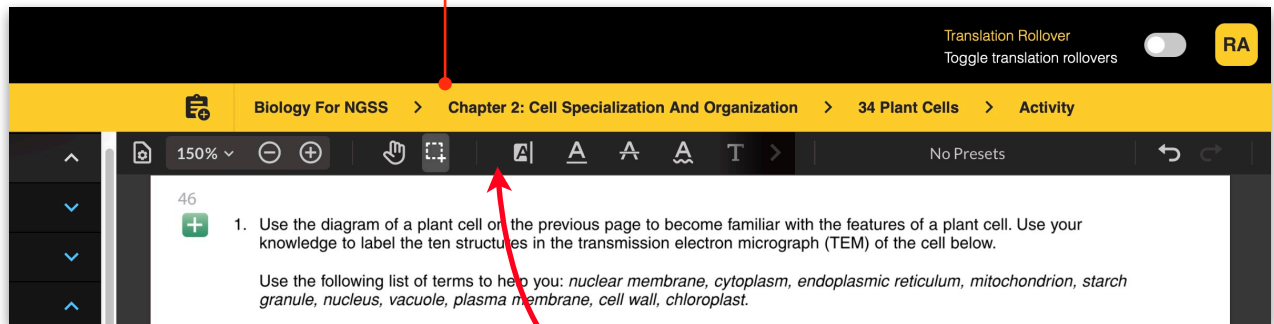 Translation Rollover
Toggle translation rollovers
RA
Biology For NGSS > Chapter 2: Cell Specialization And Organization > 34 Plant Cells > Activity
150% A A A A T > No Presets
46
1. Use the diagram of a plant cell on the previous page to become familiar with the features of a plant cell. Use your
knowledge to label the ten structures in the transmission electron micrograph (TEM) of the cell below.
Use the following list of terms to help you: nuclear membrane, cytoplasm, endoplasmic reticulum, mitochondrion, starch
granule, nucleus, vacuole, plasma membrane, cell wall, chloroplast.